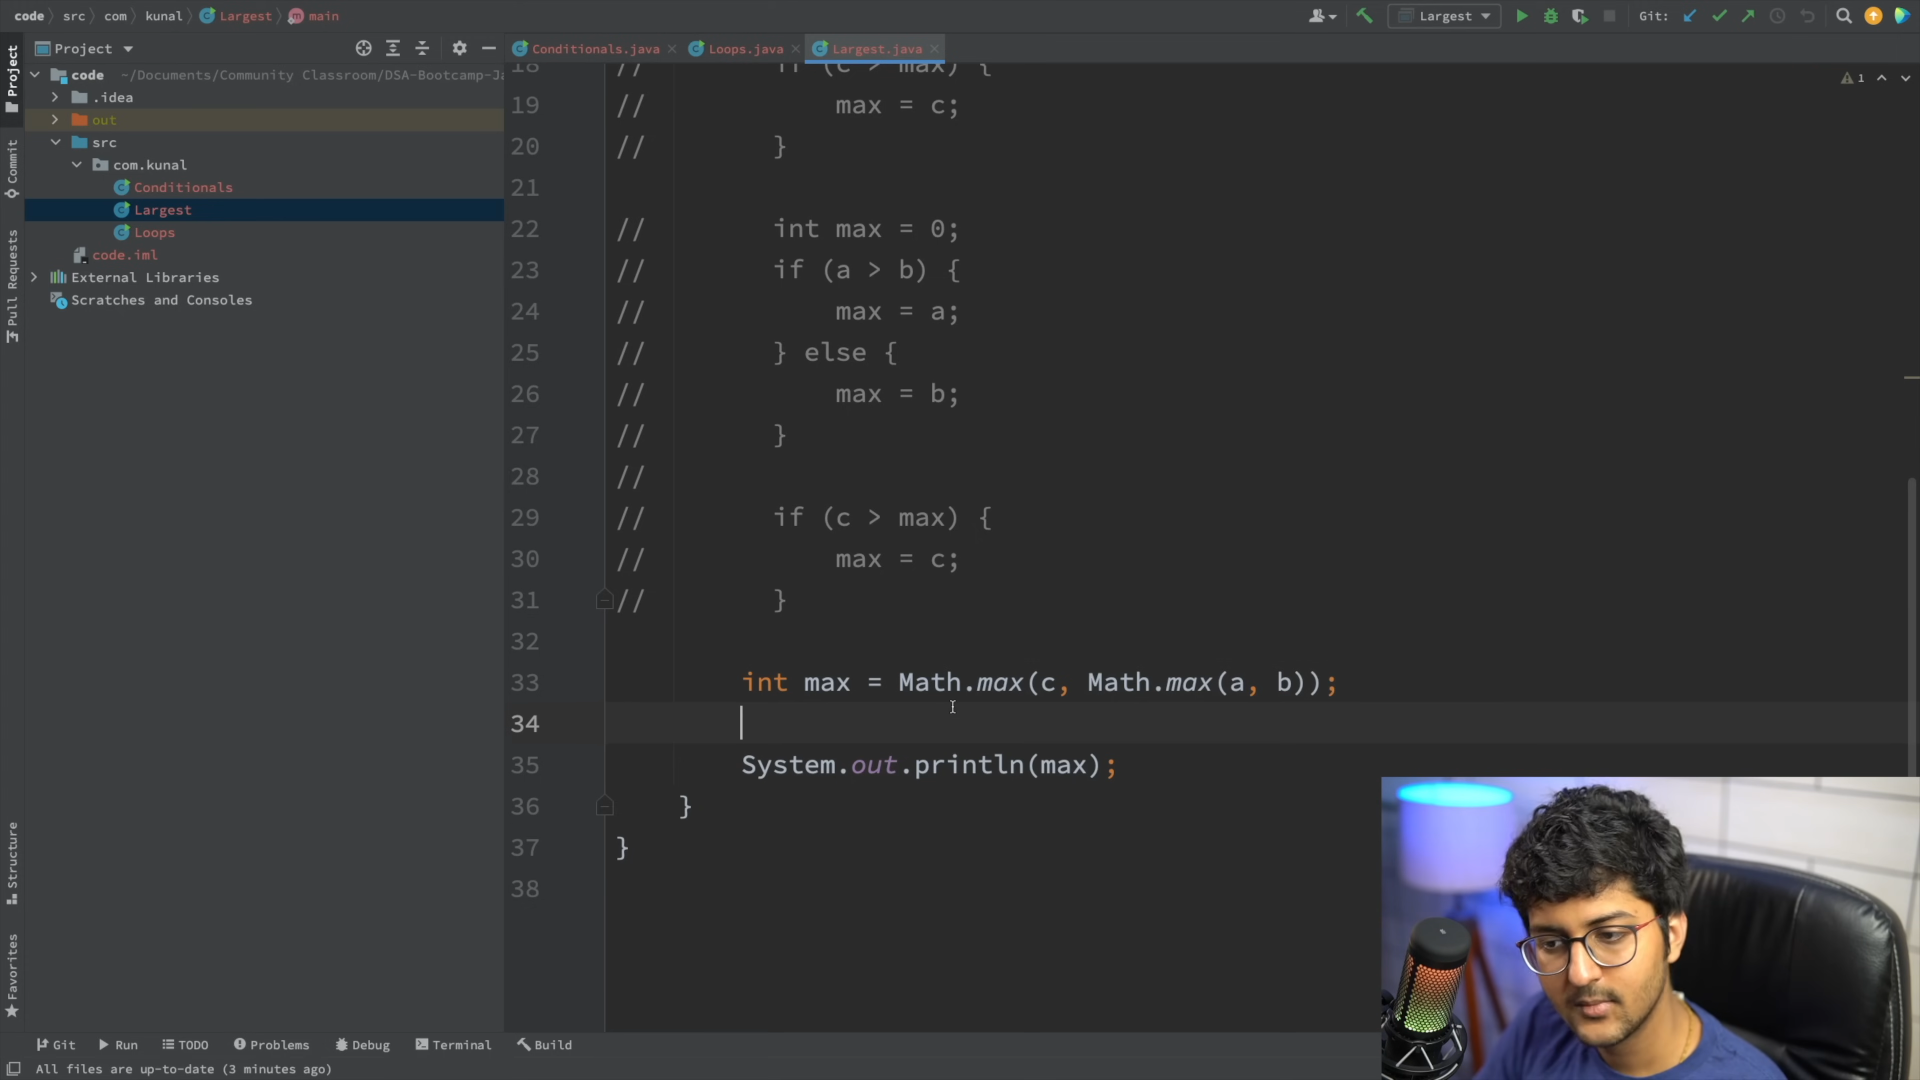 code src com kunal Largest main
Largest
Git:
Project
Conditionals.java
Loops.java
Largest.java
code ~/Documents/Community Classroom/DSA-Bootcamp-Ja
.idea
out
src
com.kunal
Conditionals
Largest
Loops
code.iml
External Libraries
Scratches and Consoles
Project
Commit
Pull Requests
Structure
Favorites
1
18 // if (c > max) {
19 // max = c;
20 // }
21
22 // int max = 0;
23 // if (a > b) {
24 // max = a;
25 // } else {
26 // max = b;
27 // }
28 //
29 // if (c > max) {
30 // max = c;
31 // }
32
33 int max = Math.max(c, Math.max(a, b));
34
35 System.out.println(max);
36 }
37 }
38
Git Run TODO Problems Debug Terminal Build
All files are up-to-date (3 minutes ago)